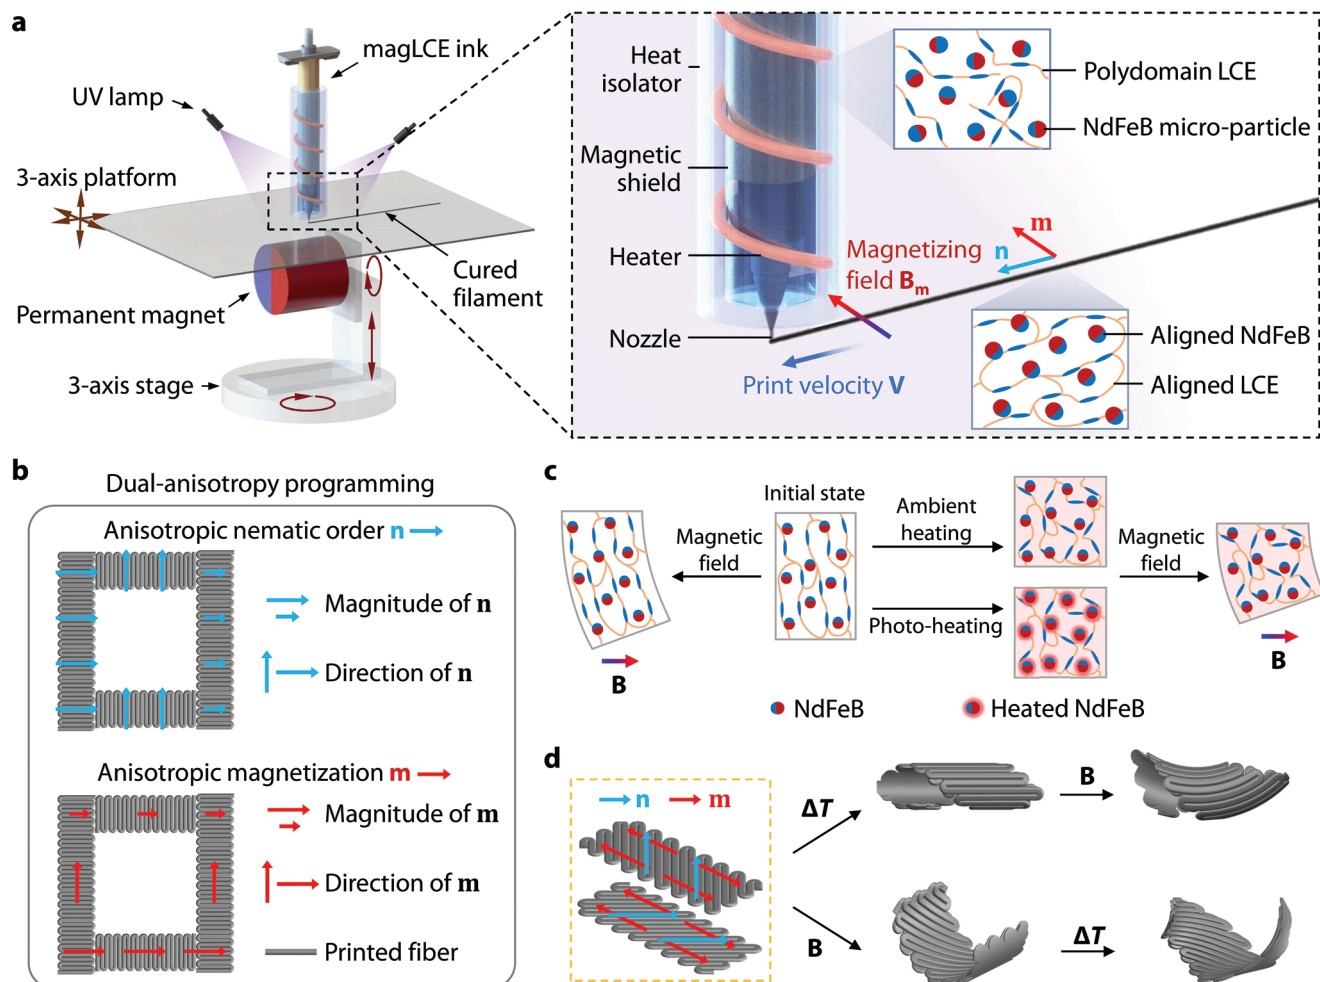 a
magLCE ink
UV lamp
3-axis platform
Cured
filament
Permanent magnet
3-axis stage
Heat
isolator
Magnetic
shield
Heater
Nozzle
Polydomain LCE
NdFeB micro-particle
Magnetizing
field Bm
m
n
Print velocity V
Aligned NdFeB
Aligned LCE
b
Dual-anisotropy programming
Anisotropic nematic order n
Magnitude of n
Direction of n
Anisotropic magnetization m
Magnitude of m
Direction of m
Printed fiber
c
Magnetic
field
Initial state
Ambient
heating
Photo-heating
Magnetic
field
B
B
NdFeB
Heated NdFeB
d
n
m
ΔT
B
B
ΔT